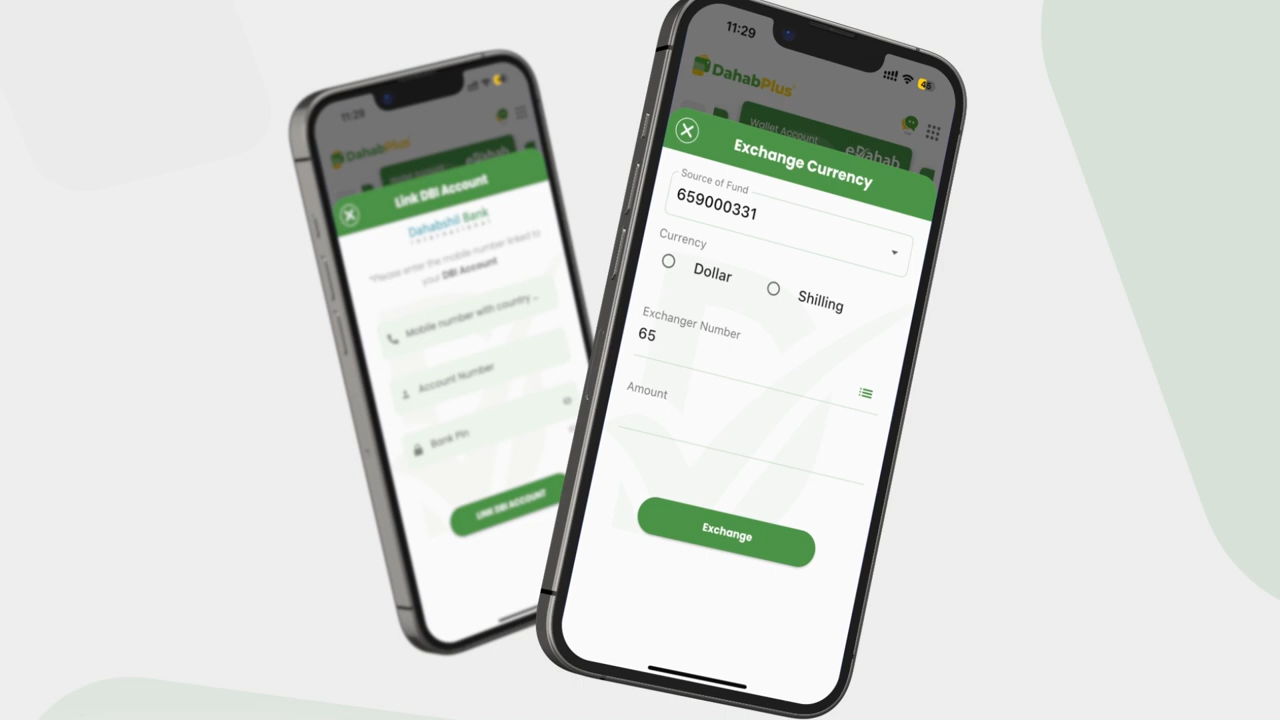 11:29
DahabPlus
Link DBI Account
Dahabshil Bank
International
*Please enter the mobile number linked to
your DBI Account
Mobile number with country ..
Account Number
Bank Pin
LINK DBI ACCOUNT
11:29
45
DahabPlus
Wallet Account
eDahab
Exchange Currency
Source of Fund
659000331
Currency
Dollar
Shilling
Exchanger Number
65
Amount
Exchange